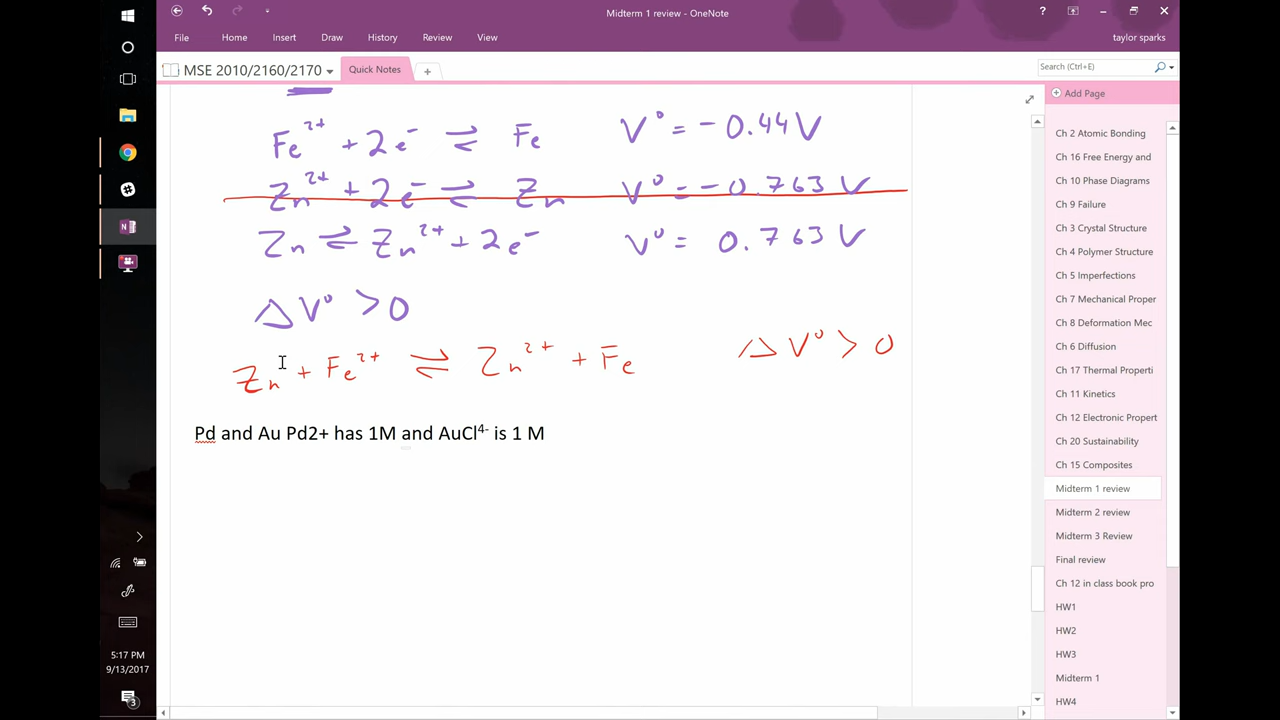 Midterm 1 review - OneNote
?
taylor sparks
File Home Insert Draw History Review View
MSE 2010/2160/2170
Quick Notes
+
Search (Ctrl+E)
Fe²⁺ + 2e⁻ ⇌ Fe V⁰ = -0.44V
Zn²⁺ + 2e⁻ ⇌ Zn V⁰ = -0.763 V
Zn ⇌ Zn²⁺ + 2e⁻ V⁰ = 0.763 V
ΔV⁰ > 0
Zn + Fe²⁺ ⇌ Zn²⁺ + Fe ΔV⁰ > 0
Pd and Au Pd2+ has 1M and AuCl⁴⁻ is 1 M
Add Page
Ch 2 Atomic Bonding
Ch 16 Free Energy and
Ch 10 Phase Diagrams
Ch 9 Failure
Ch 3 Crystal Structure
Ch 4 Polymer Structure
Ch 5 Imperfections
Ch 7 Mechanical Proper
Ch 8 Deformation Mec
Ch 6 Diffusion
Ch 17 Thermal Properti
Ch 11 Kinetics
Ch 12 Electronic Propert
Ch 20 Sustainability
Ch 15 Composites
Midterm 1 review
Midterm 2 review
Midterm 3 Review
Final review
Ch 12 in class book pro
HW1
HW2
HW3
Midterm 1
HW4
5:17 PM
9/13/2017
3